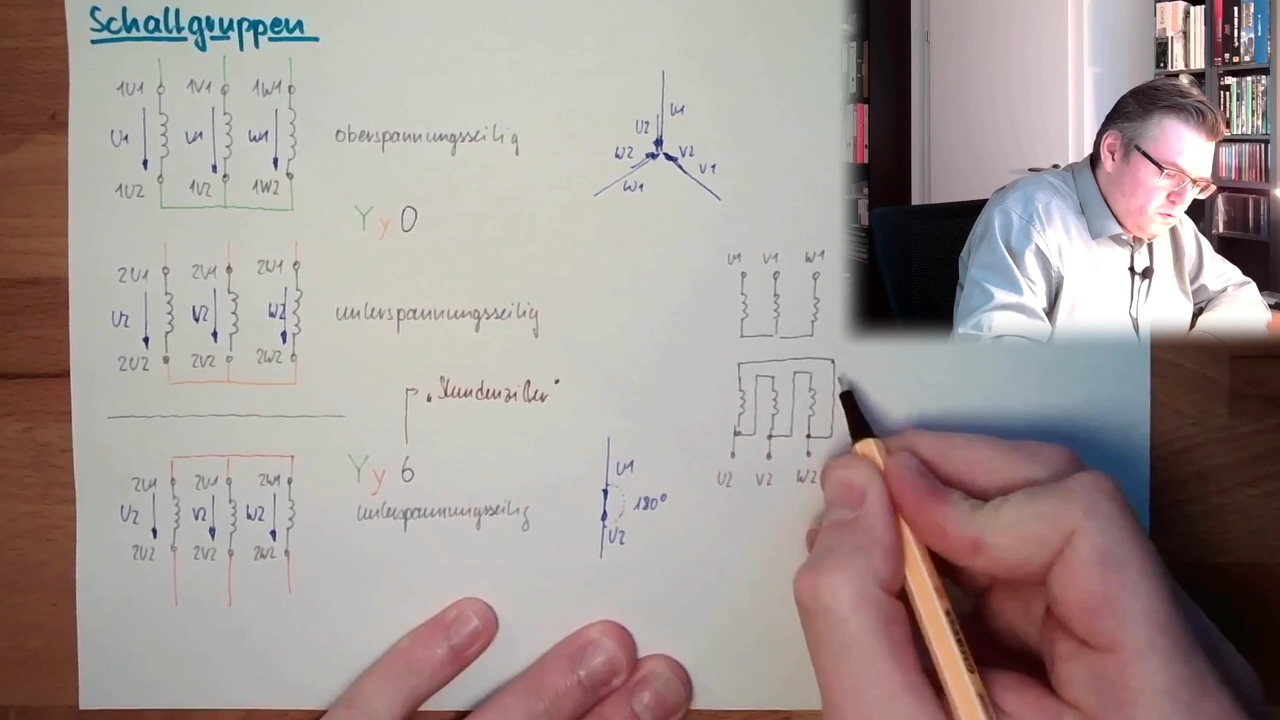 Schaltgruppen
1U1 1V1 1W1
U1 V1 W1
1U2 1V2 1W2
oberspannungsseitig
U1
U2
W2 V2
W1 V1
Yy0
2U1 2V1 2W1
U2 V2 W2
2U2 2V2 2W2
unterspannungsseitig
U1 V1 W1
U2 V2 W2
„Stundenziffer“
Yy6
unterspannungsseitig
2U1 2V1 2W1
U2 V2 W2
2U2 2V2 2W2
U1
180°
U2